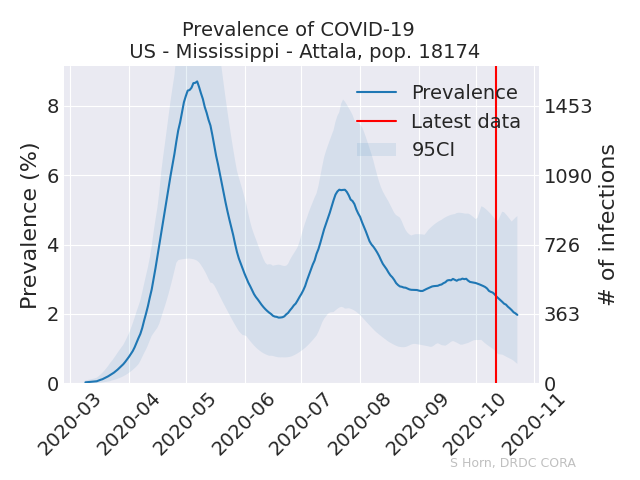 Prevalence of COVID-19
US - Mississippi - Attala, pop. 18174
Prevalence
Latest data
95CI
Prevalence (%)
8
6
4
2
0
1453
1090
726
363
0
# of infections
2020-03
2020-04
2020-05
2020-06
2020-07
2020-08
2020-09
2020-10
2020-11
S Horn, DRDC CORA